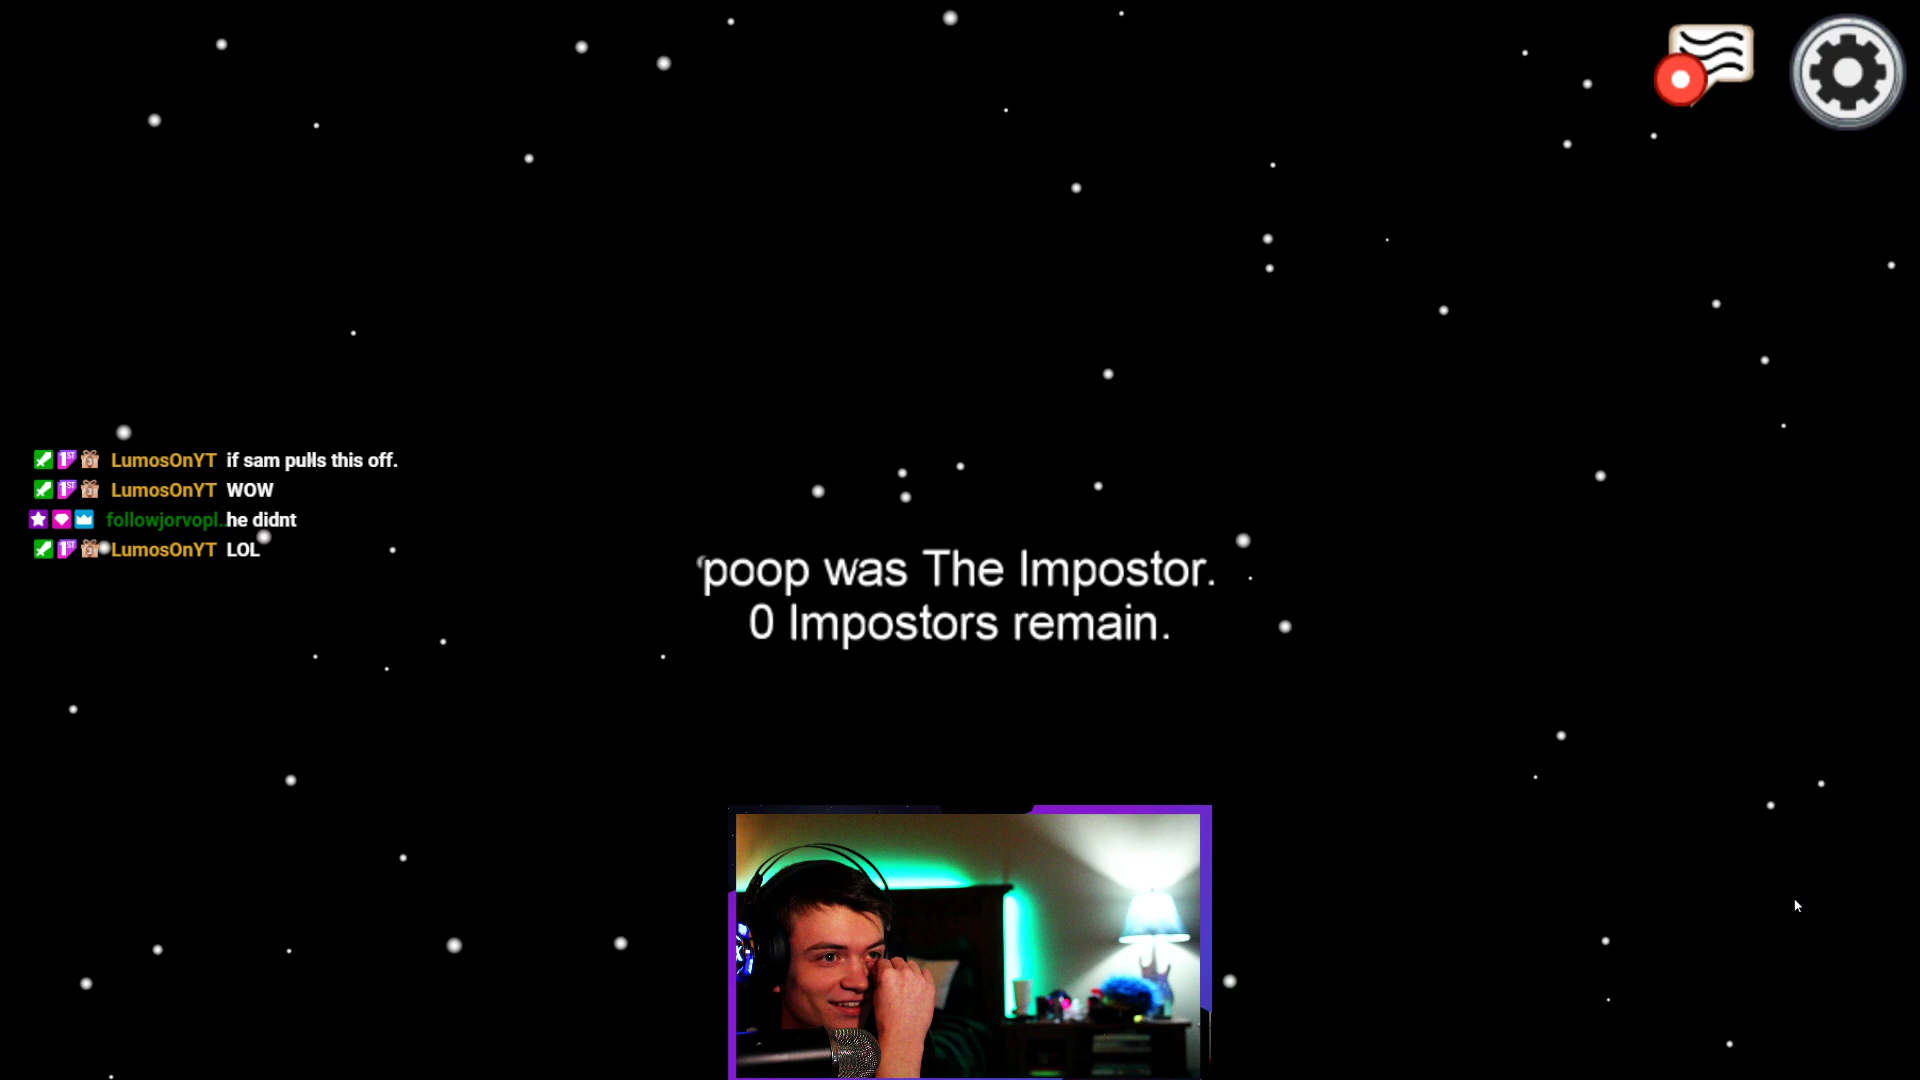 LumosOnYT if sam pulls this off.
LumosOnYT WOW
followjorvopl..he didnt
LumosOnYT LOL
poop was The Impostor.
0 Impostors remain.